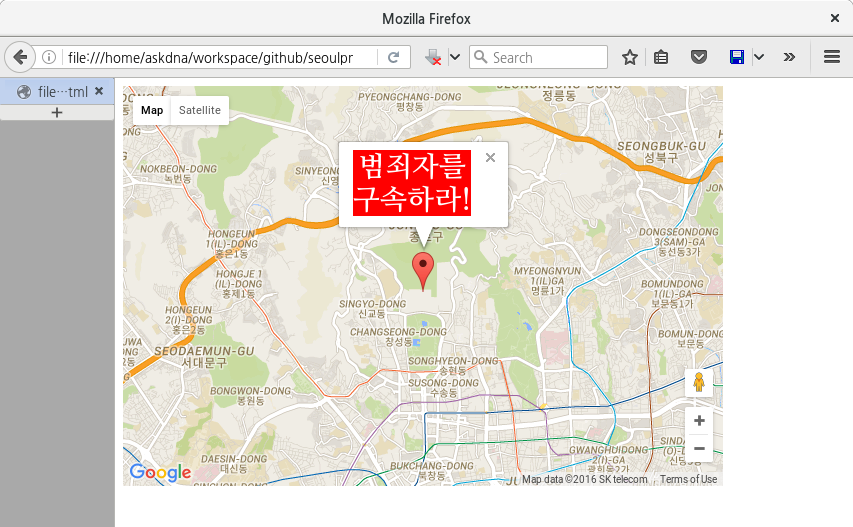 Mozilla Firefox
file:///home/askdna/workspace/github/seoulpr
Search
file…tml
+
Map
Satellite
PYEONGCHANG-DONG
평창동
정릉동
SEONGBUK-GU
성북구
NOKBEON-DONG
녹번동
범죄자를
구속하라!
HONGEUN
1(IL)-DONG
홍은1동
DONGSEONDONG
3(SAM)-GA
동선동3가
HONGJE 1
(IL)-DONG
홍제1동
MYEONGNYUN
1(IL)GA
명륜1가
BOMUNDONG
1(IL)GA
보문동1가
HONGEUN
2(I)-DONG
홍은2동
SINGYO-DONG
신교동
CHANGSEONG-DONG
창성동
BOMUN-DONG
보문동
SEODAEMUN-GU
서대문구
SONGHYEON-DONG
송현동
SUSONG-DONG
수송동
BONGWON-DONG
봉원동
GWANGHUIDONG
2(I)-GA
광희동2가
DAESIN-DONG
대신동
BUKCHANG-DONG
북창동
Google
Map data ©2016 SK telecom
Terms of Use